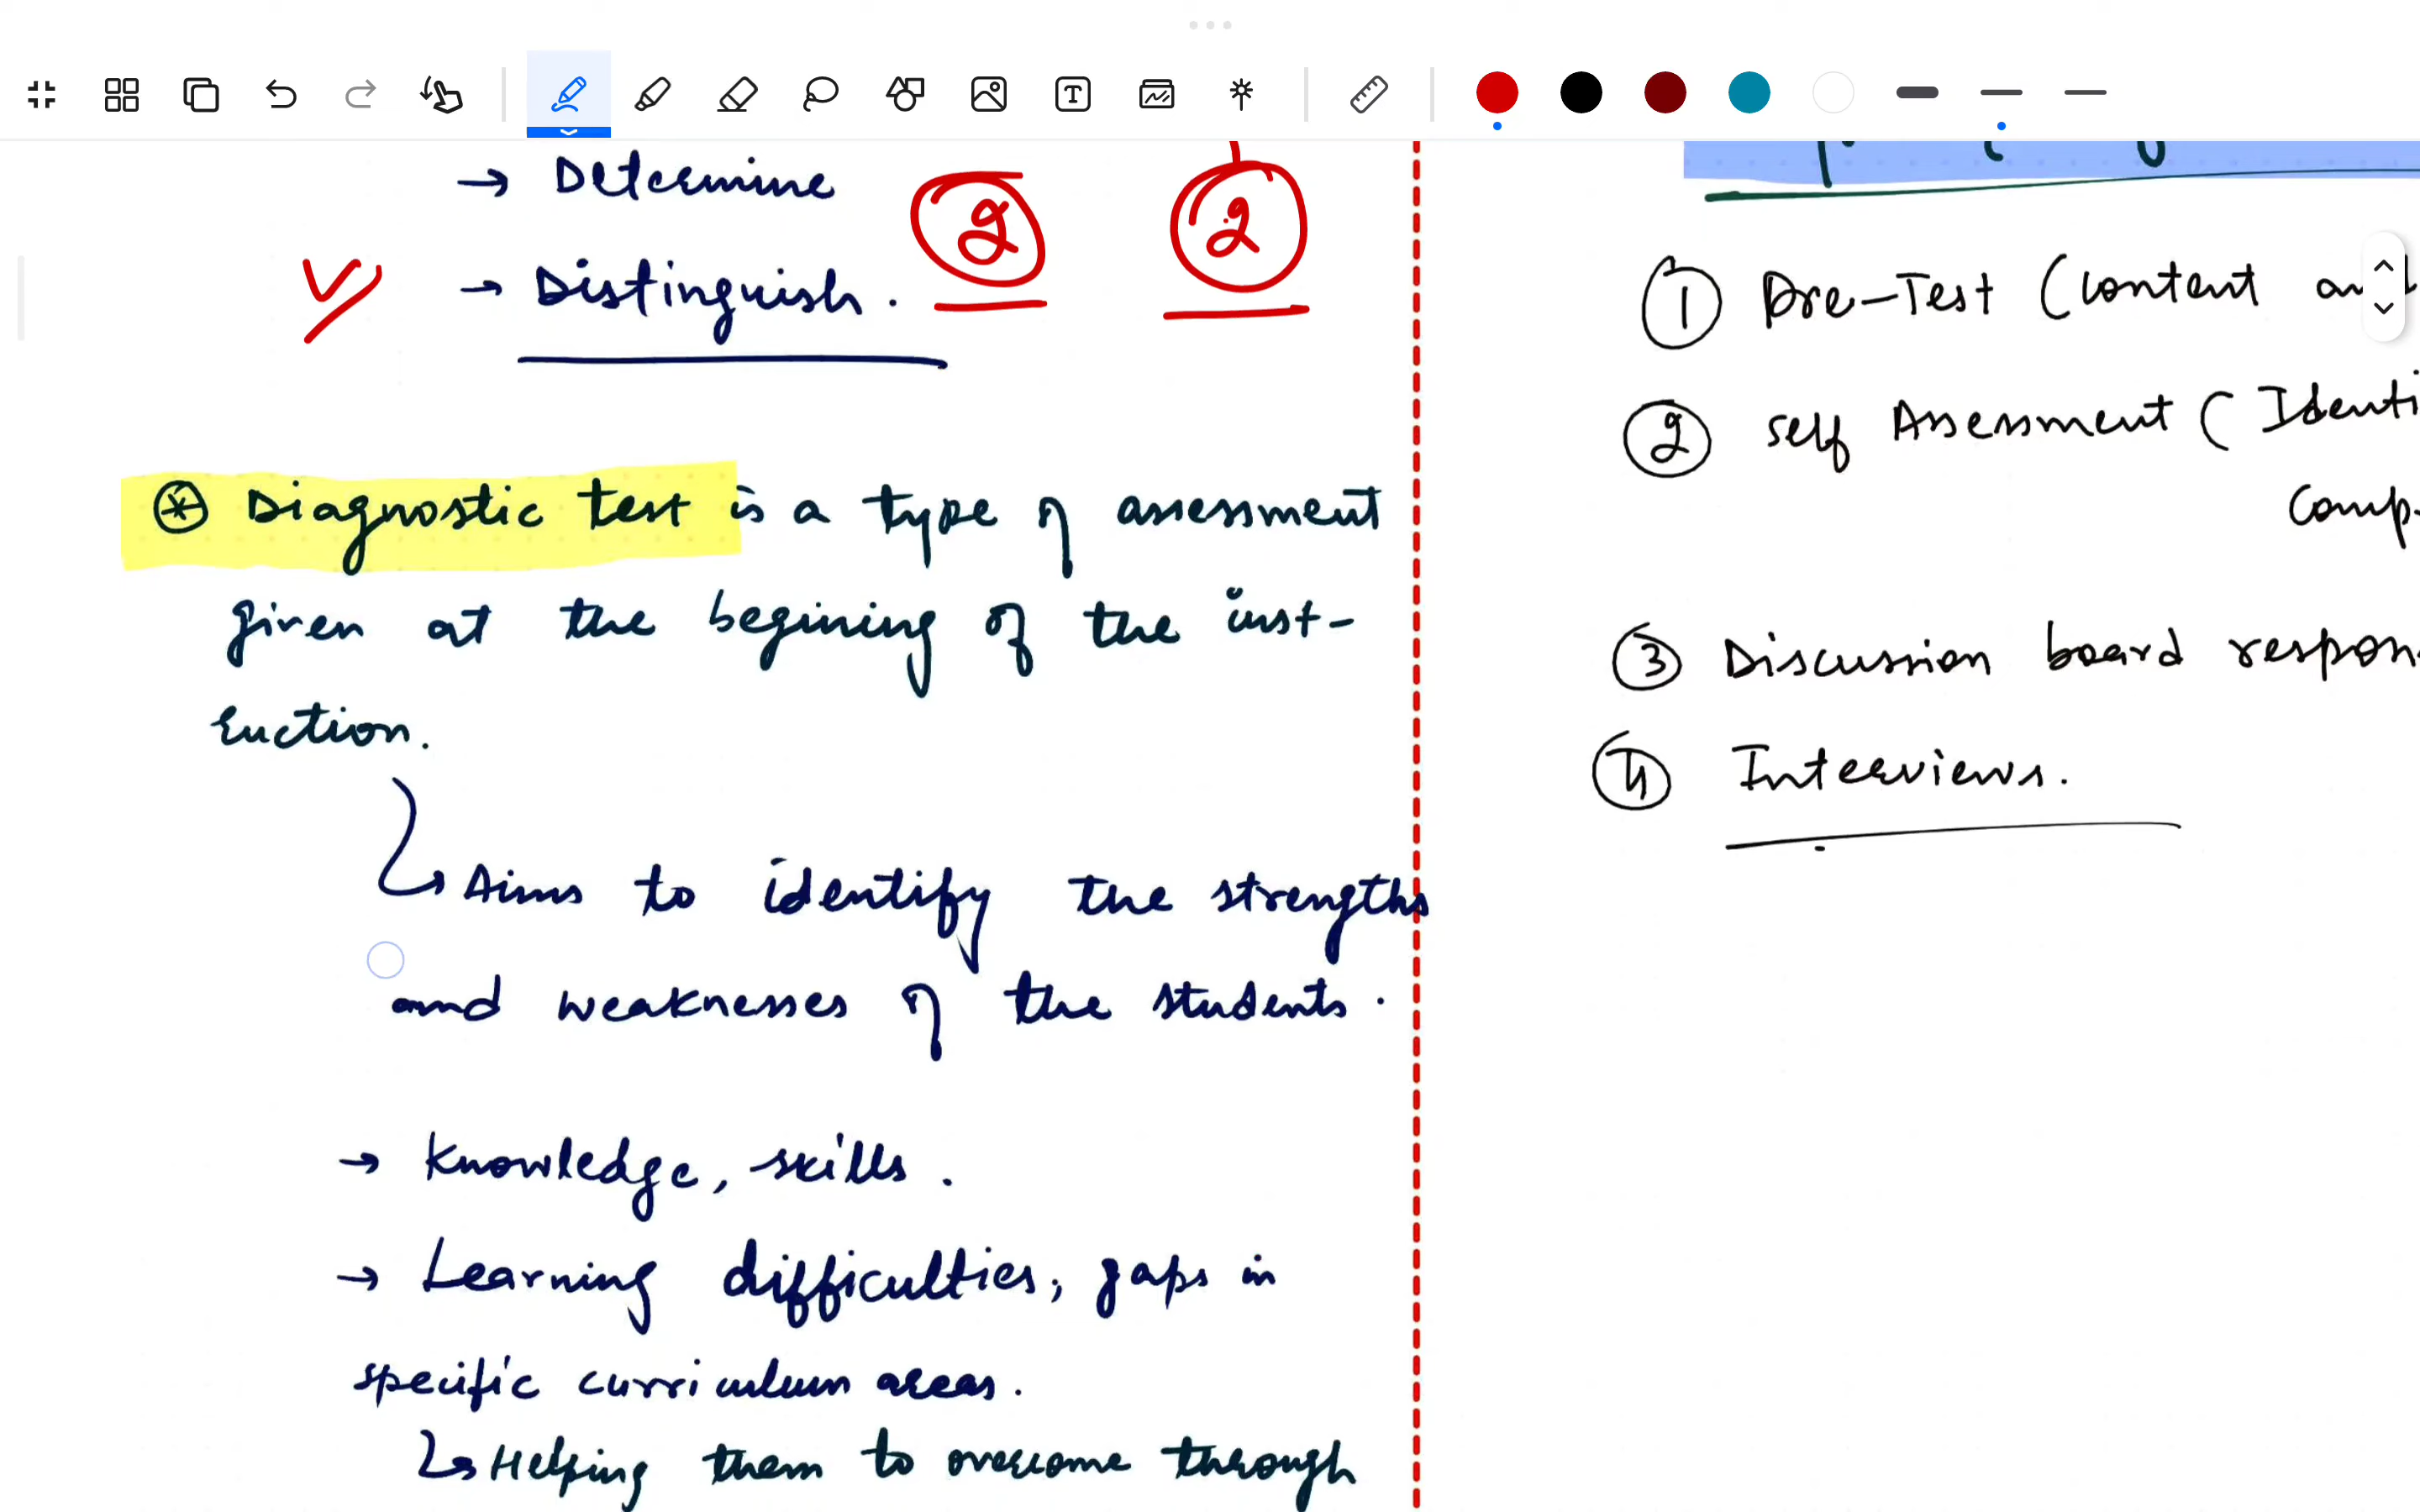 → Determine
→ Distinguish.
2
2
* Diagnostic test is a type of assessment
given at the begining of the inst-
ruction.
↳ Aims to identify the strengths
and weaknesses of the students.
→ Knowledge, skills.
→ Learning difficulties, gaps in
specific curriculum areas.
↳ Helping them to overcome through
① Pre-Test (Content
② self Assessment (Identi
Comp.
③ Discussion board respon
④ Interviews.